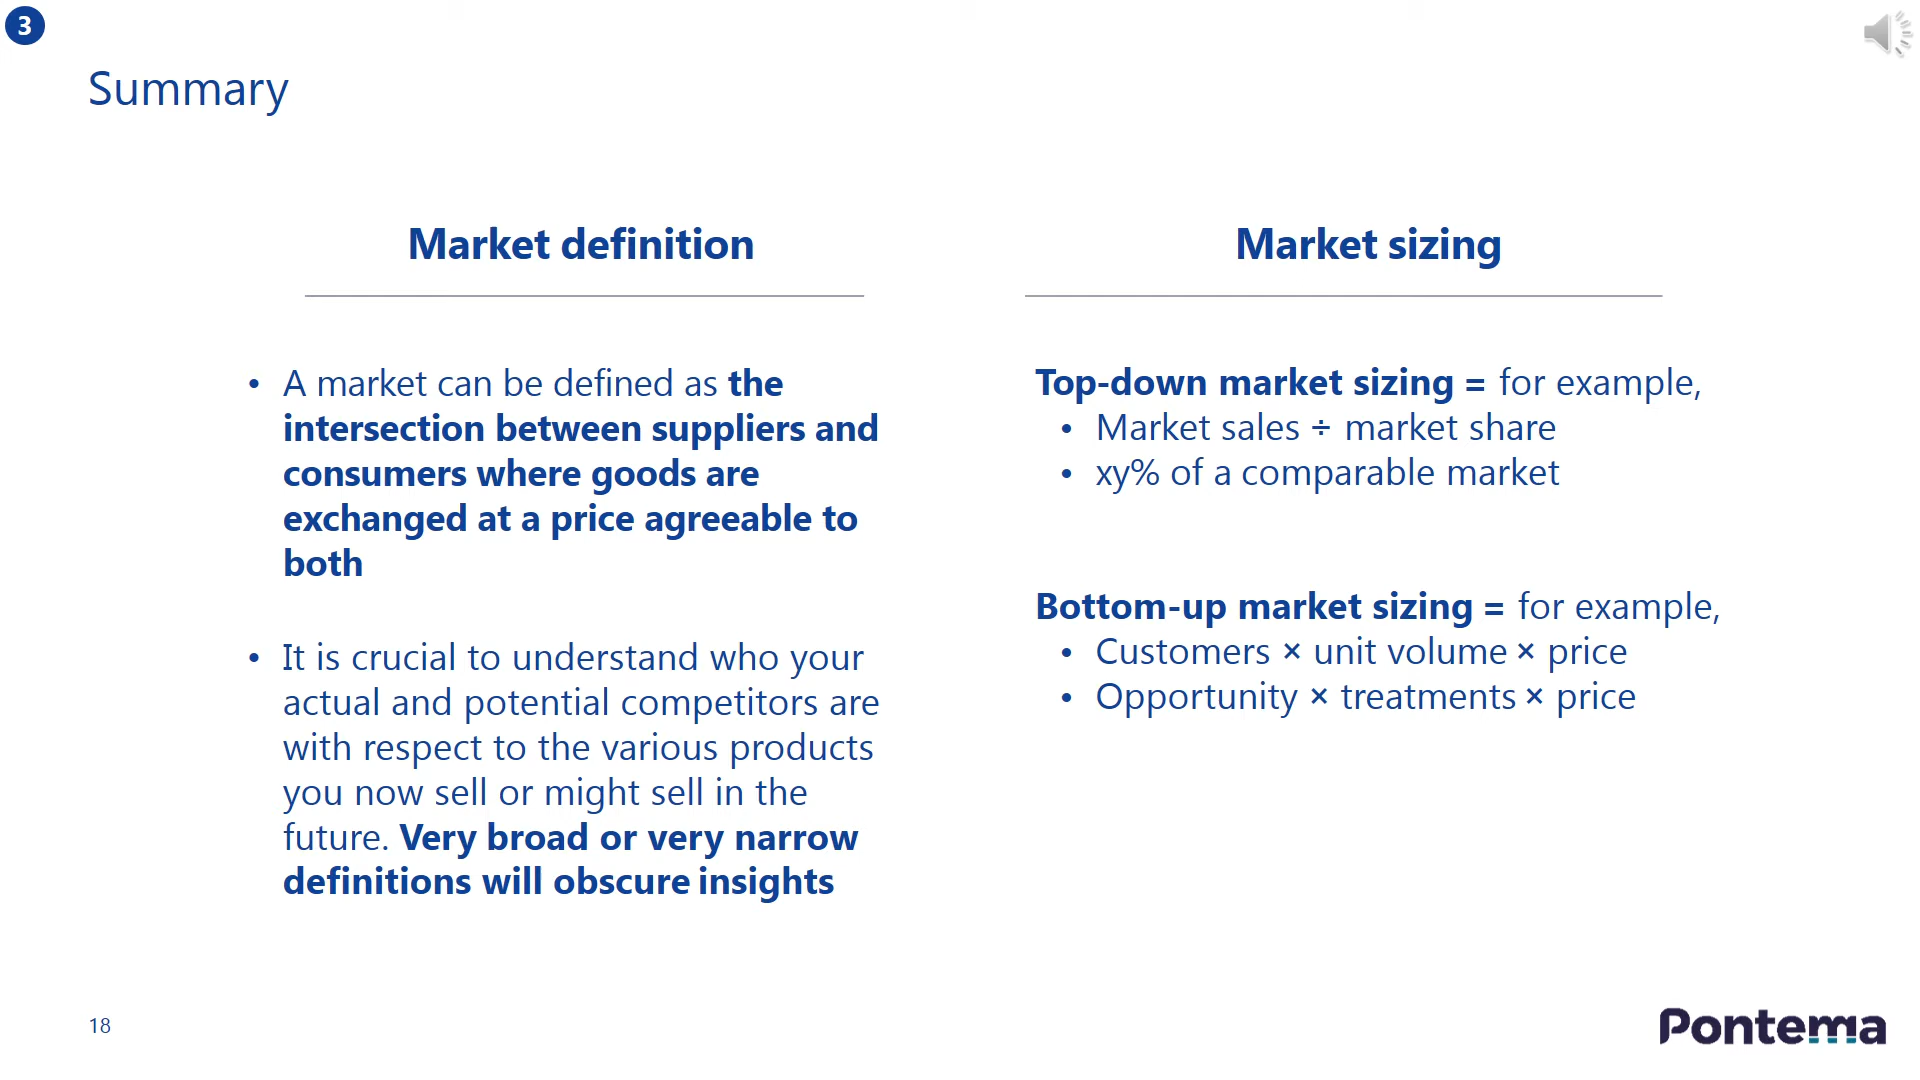 3
Summary
Market definition
• A market can be defined as the
intersection between suppliers and
consumers where goods are
exchanged at a price agreeable to
both
• It is crucial to understand who your
actual and potential competitors are
with respect to the various products
you now sell or might sell in the
future. Very broad or very narrow
definitions will obscure insights
Market sizing
Top-down market sizing = for example,
• Market sales ÷ market share
• xy% of a comparable market
Bottom-up market sizing = for example,
• Customers × unit volume × price
• Opportunity × treatments × price
18
Pontema